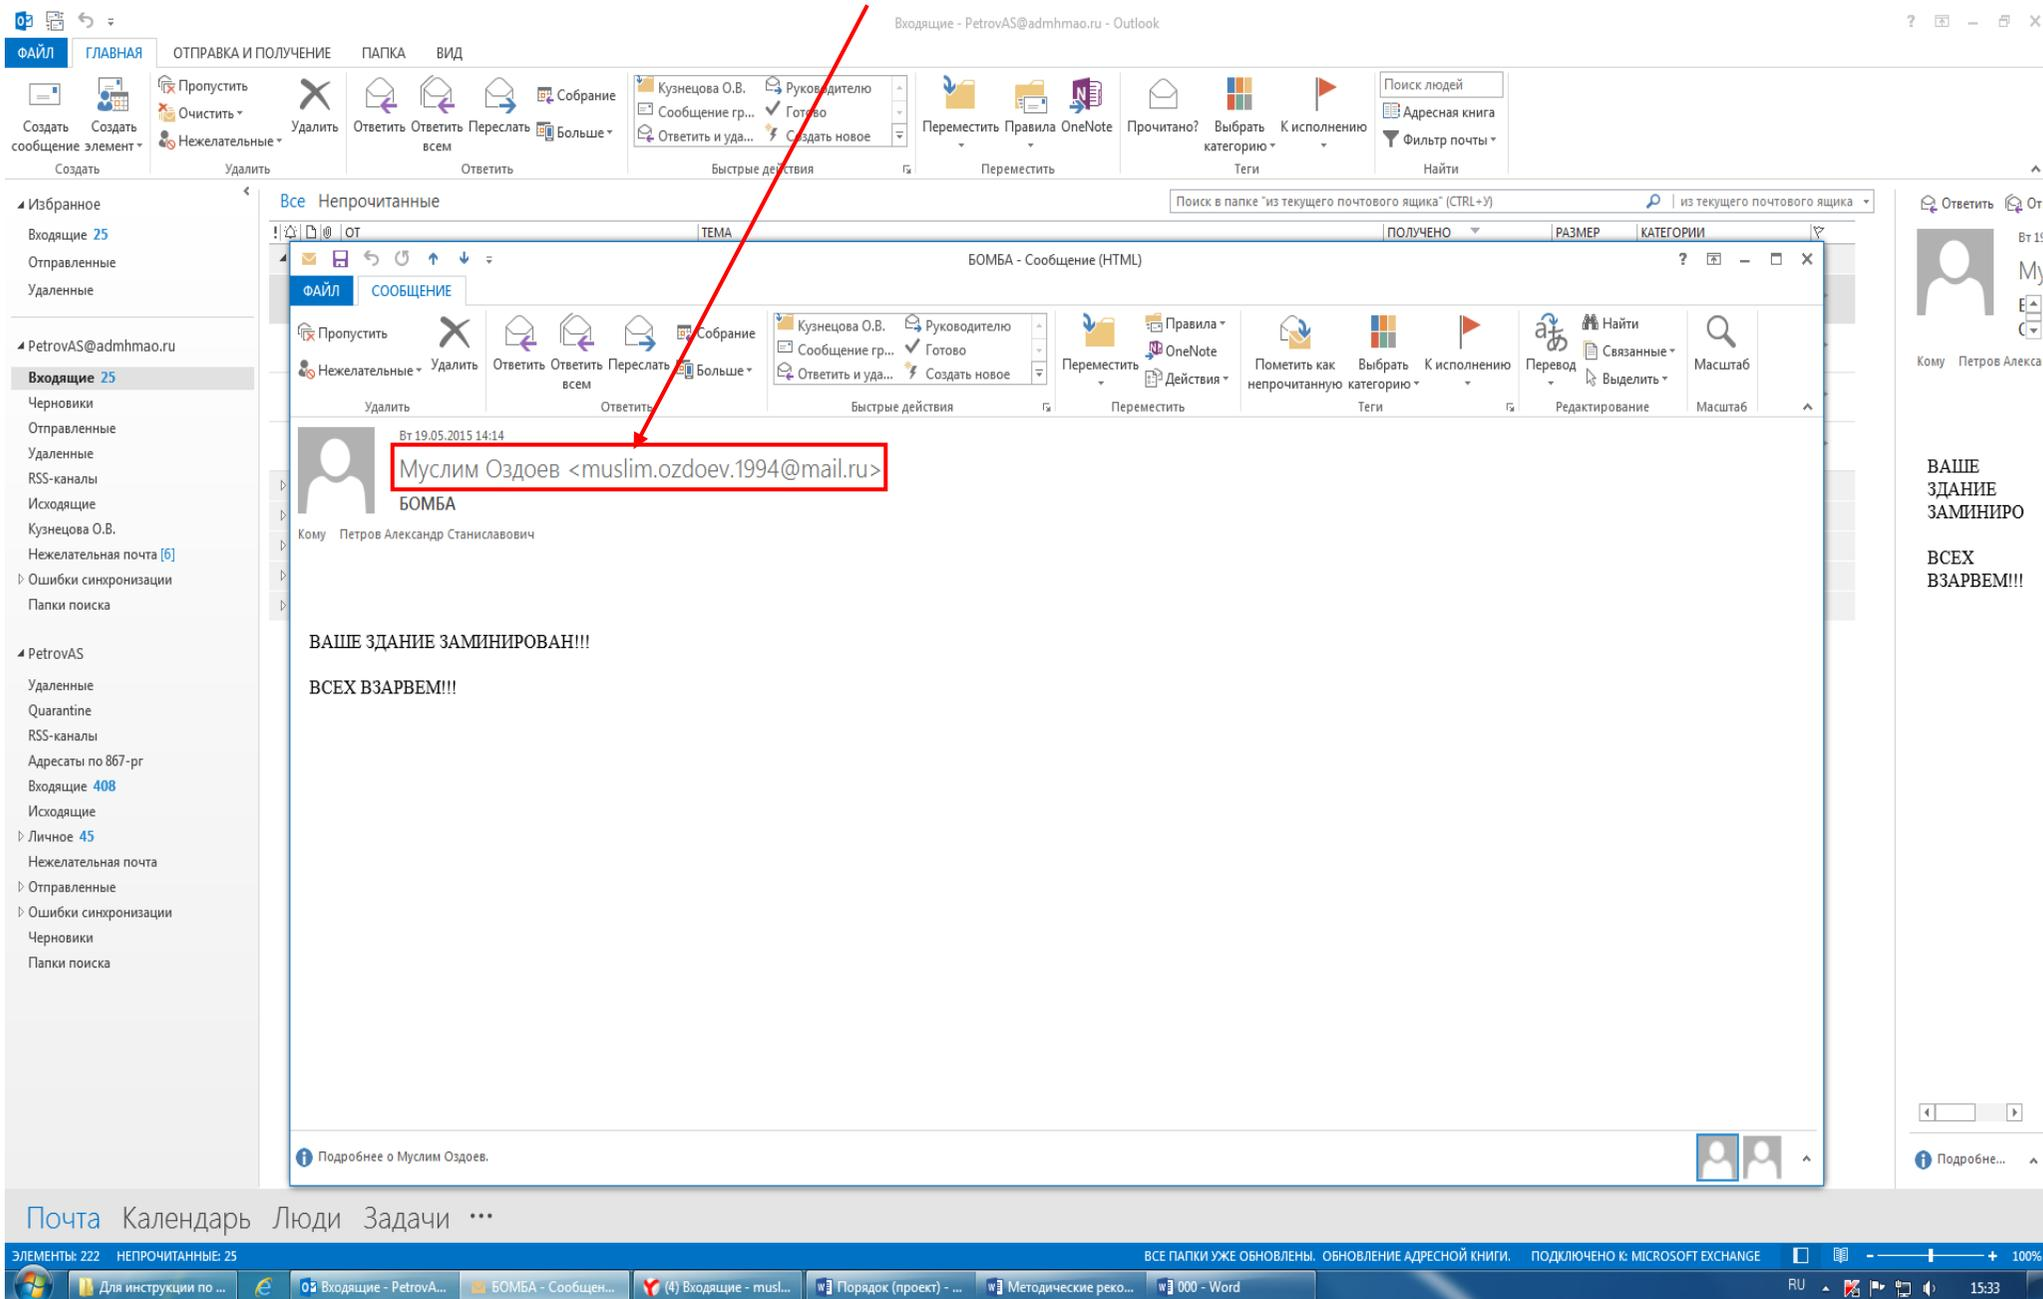 Входящие - PetrovAS@admhmao.ru - Outlook
ФАЙЛ ГЛАВНАЯ ОТПРАВКА И ПОЛУЧЕНИЕ ПАПКА ВИД
Создать сообщение
Создать элемент
Создать
Пропустить
Очистить
Нежелательные
Удалить
Удалить
Ответить
Ответить всем
Переслать
Собрание
Больше
Ответить
Кузнецова О.В.
Сообщение гр...
Ответить и уда...
Руководителю
Готово
Создать новое
Быстрые действия
Переместить
Правила
OneNote
Переместить
Прочитано?
Выбрать категорию
К исполнению
Теги
Поиск людей
Адресная книга
Фильтр почты
Найти
Избранное
Входящие 25
Отправленные
Удаленные
PetrovAS@admhmao.ru
Входящие 25
Черновики
Отправленные
Удаленные
RSS-каналы
Исходящие
Кузнецова О.В.
Нежелательная почта [6]
Ошибки синхронизации
Папки поиска
PetrovAS
Удаленные
Quarantine
RSS-каналы
Адресаты по 867-рг
Входящие 408
Исходящие
Личное 45
Нежелательная почта
Отправленные
Ошибки синхронизации
Черновики
Папки поиска
Все Непрочитанные
Поиск в папке "из текущего почтового ящика" (CTRL+У)
из текущего почтового ящика
ОТ ТЕМА ПОЛУЧЕНО РАЗМЕР КАТЕГОРИИ
БОМБА - Сообщение (HTML)
ФАЙЛ СООБЩЕНИЕ
Пропустить
Нежелательные
Удалить
Удалить
Ответить
Ответить всем
Переслать
Собрание
Больше
Ответить
Кузнецова О.В.
Сообщение гр...
Ответить и уда...
Руководителю
Готово
Создать новое
Быстрые действия
Переместить
Правила
OneNote
Действия
Переместить
Пометить как непрочитанную
Выбрать категорию
К исполнению
Теги
Перевод
Найти
Связанные
Выделить
Редактирование
Масштаб
Масштаб
Вт 19.05.2015 14:14
Муслим Оздоев <muslim.ozdoev.1994@mail.ru>
БОМБА
Кому Петров Александр Станиславович
ВАШЕ ЗДАНИЕ ЗАМИНИРОВАН!!!
ВСЕХ ВЗАРВЕМ!!!
Подробнее о Муслим Оздоев.
Ответить От
Вт 19
Му
Кому Петров Алекса
ВАШЕ
ЗДАНИЕ
ЗАМИНИРО
ВСЕХ
ВЗАРВЕМ!!!
Подробне...
Почта Календарь Люди Задачи ...
ЭЛЕМЕНТЫ: 222 НЕПРОЧИТАННЫЕ: 25
ВСЕ ПАПКИ УЖЕ ОБНОВЛЕНЫ. ОБНОВЛЕНИЕ АДРЕСНОЙ КНИГИ. ПОДКЛЮЧЕНО К: MICROSOFT EXCHANGE 100%
Для инструкции по ...
Входящие - PetrovA...
БОМБА - Сообщен...
(4) Входящие - musl...
Порядок (проект) - ...
Методические реко...
000 - Word
RU
15:33